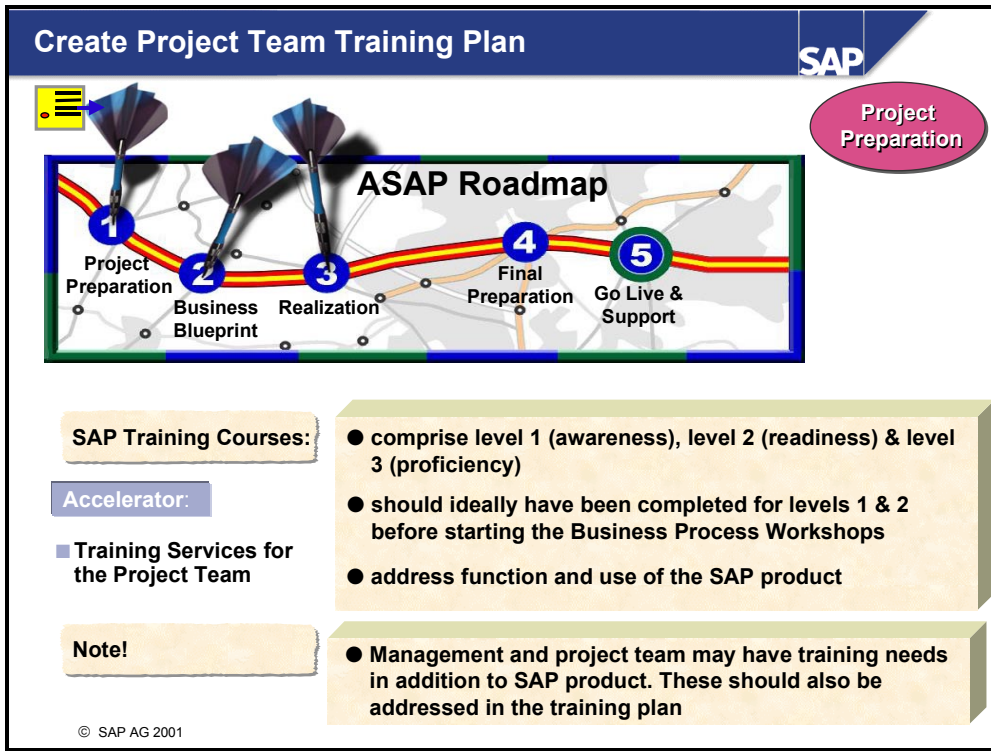 Create Project Team Training Plan
SAP
Project
Preparation
ASAP Roadmap
1
Project
Preparation
2
Business
Blueprint
3
Realization
4
Final
Preparation
5
Go Live &
Support
SAP Training Courses:
● comprise level 1 (awareness), level 2 (readiness) & level
3 (proficiency)
● should ideally have been completed for levels 1 & 2
before starting the Business Process Workshops
● address function and use of the SAP product
Accelerator:
■ Training Services for
the Project Team
Note!
● Management and project team may have training needs
in addition to SAP product. These should also be
addressed in the training plan
© SAP AG 2001